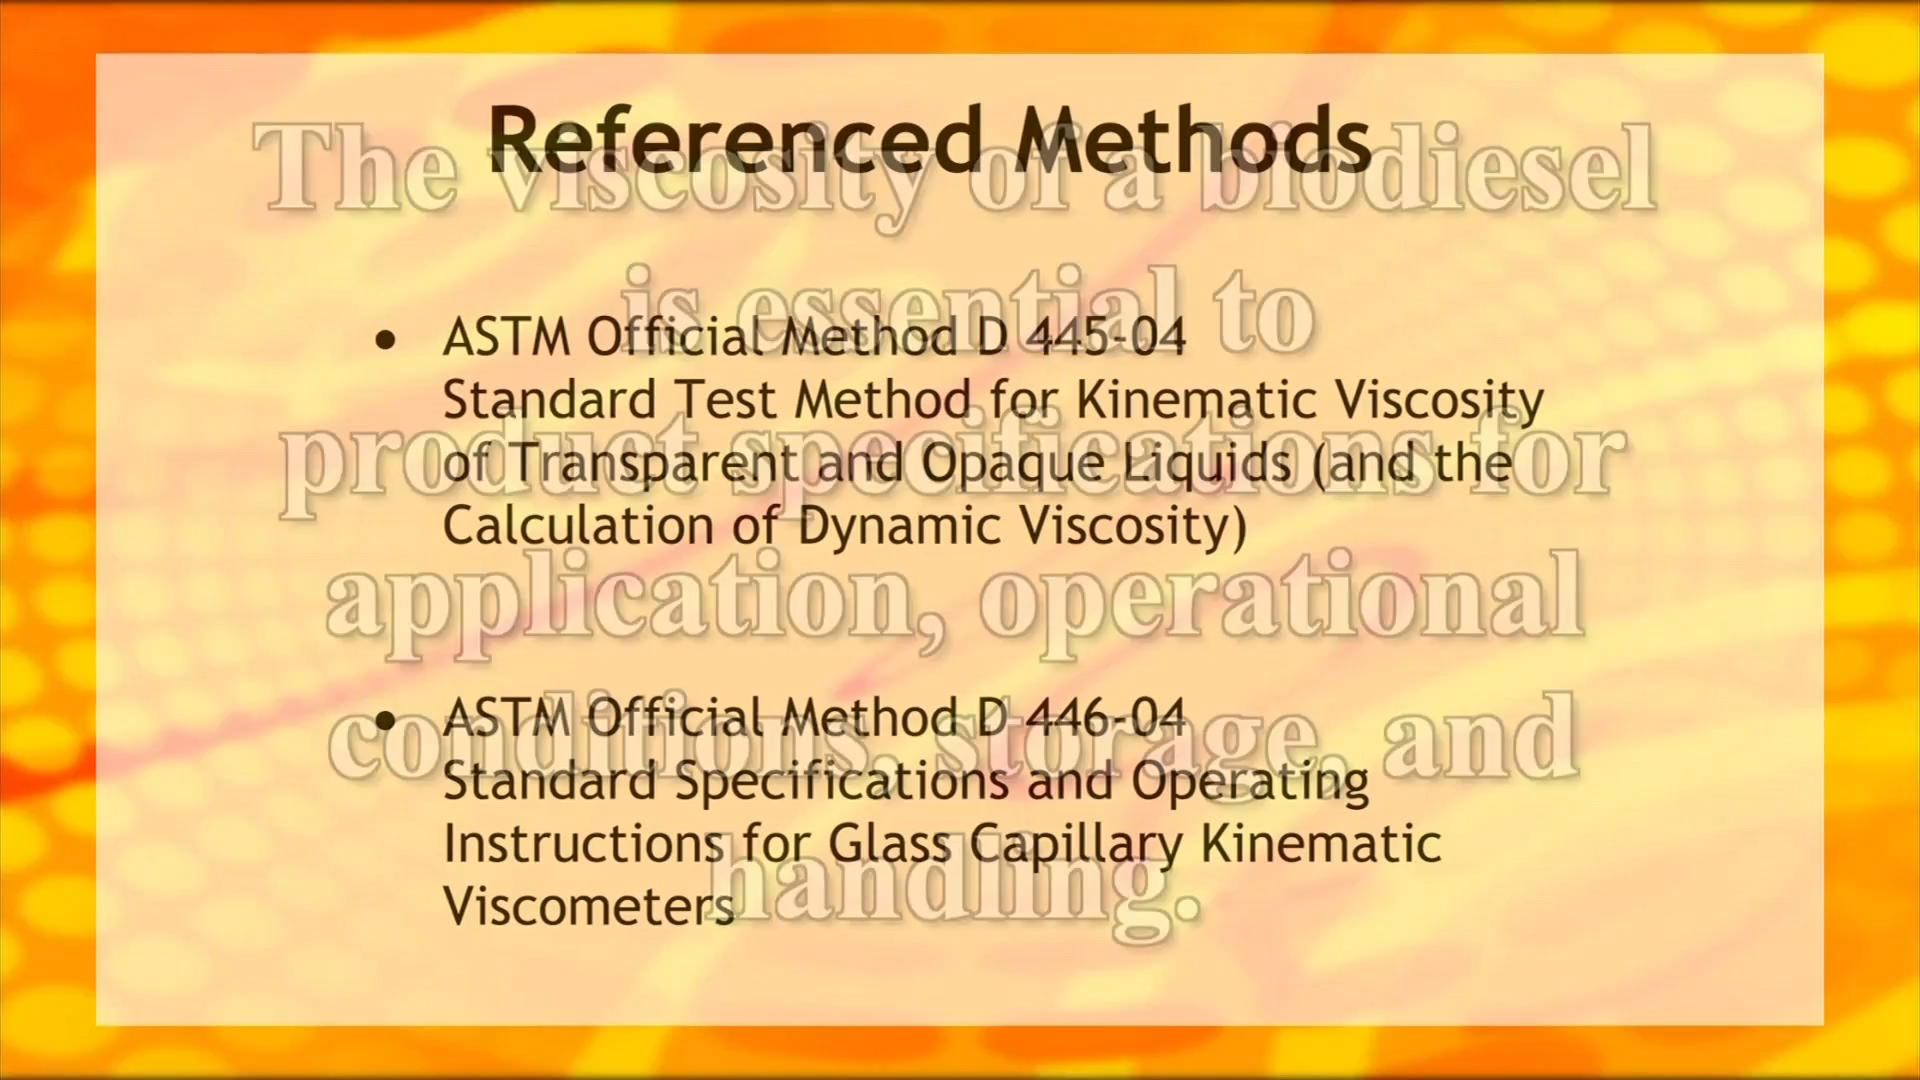 Referenced Methods
The viscosity of a biodiesel
is essential to
product specifications for
application, operational
conditions, storage, and
handling.
• ASTM Official Method D 445-04
Standard Test Method for Kinematic Viscosity
of Transparent and Opaque Liquids (and the
Calculation of Dynamic Viscosity)
• ASTM Official Method D 446-04
Standard Specifications and Operating
Instructions for Glass Capillary Kinematic
Viscometers